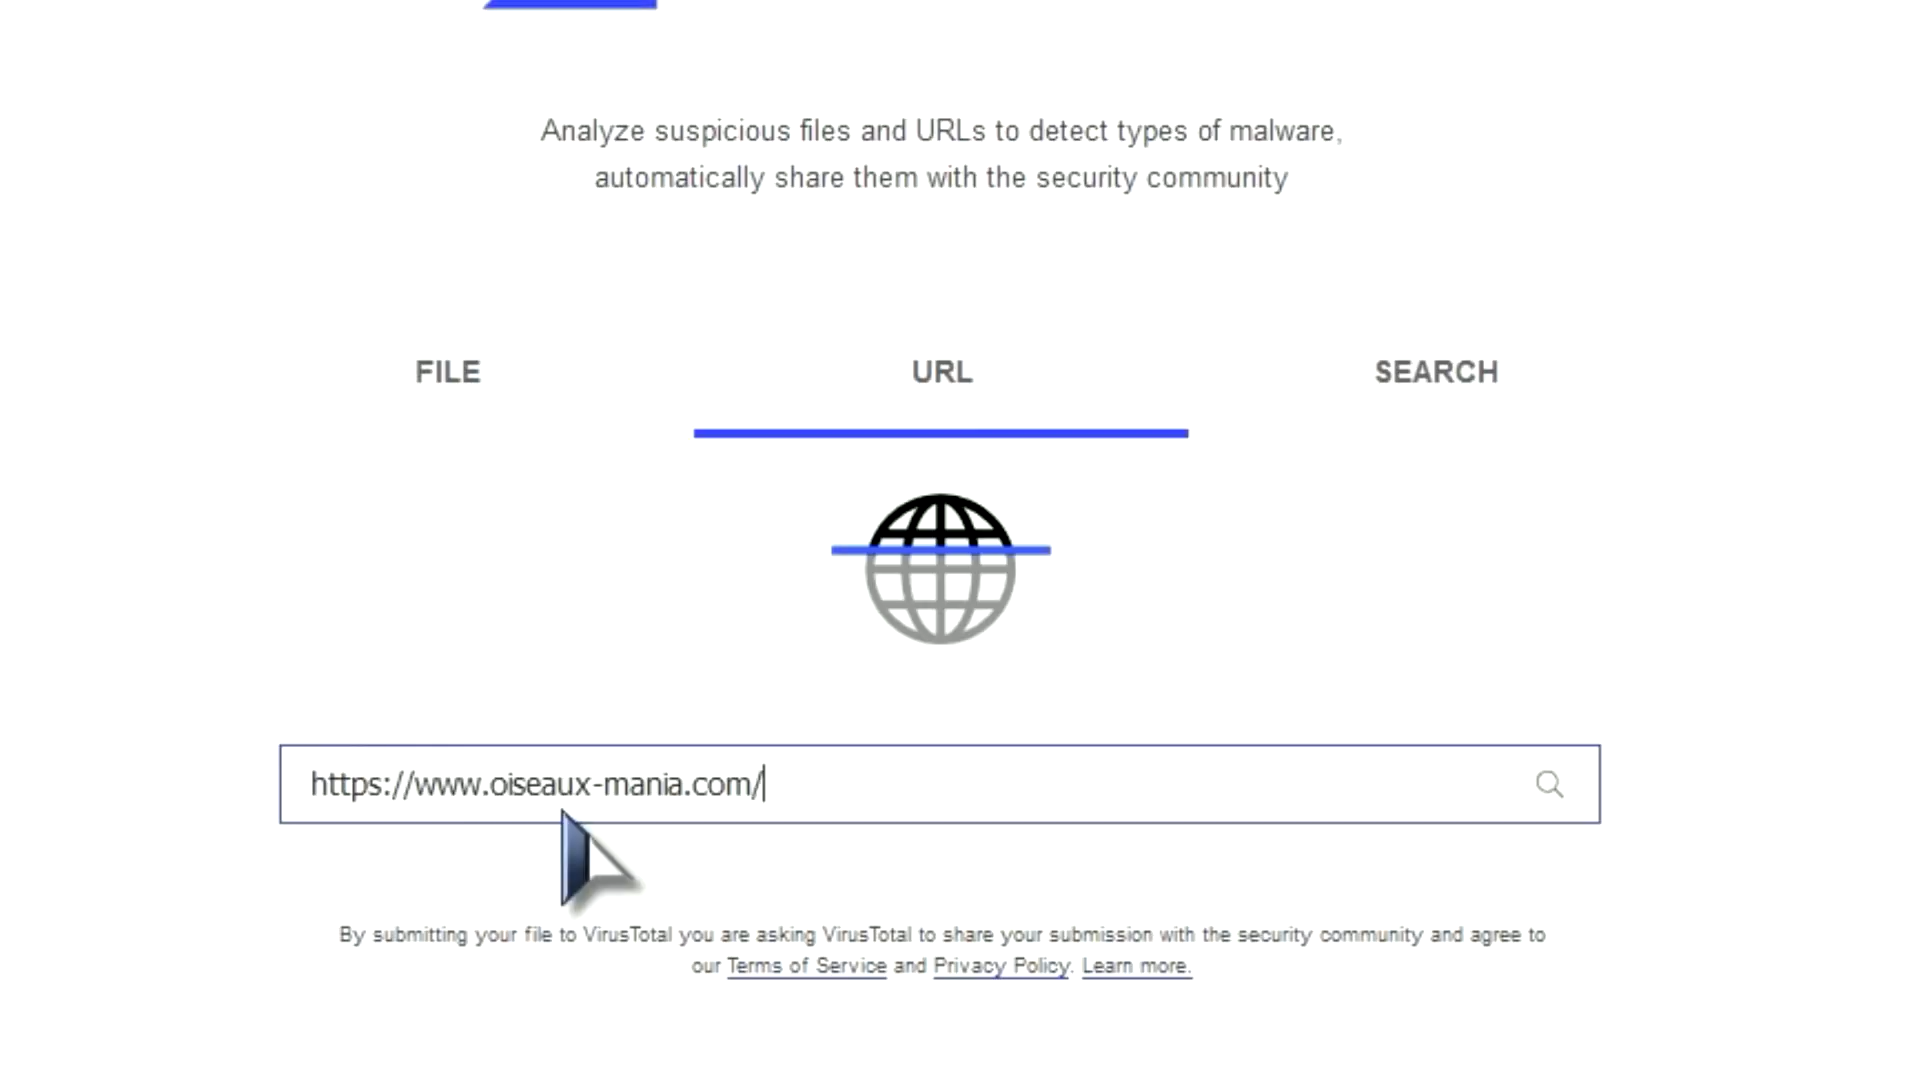 Analyze suspicious files and URLs to detect types of malware,
automatically share them with the security community
FILE
URL
SEARCH
https://www.oiseaux-mania.com/
By submitting your file to VirusTotal you are asking VirusTotal to share your submission with the security community and agree to
our Terms of Service and Privacy Policy. Learn more.